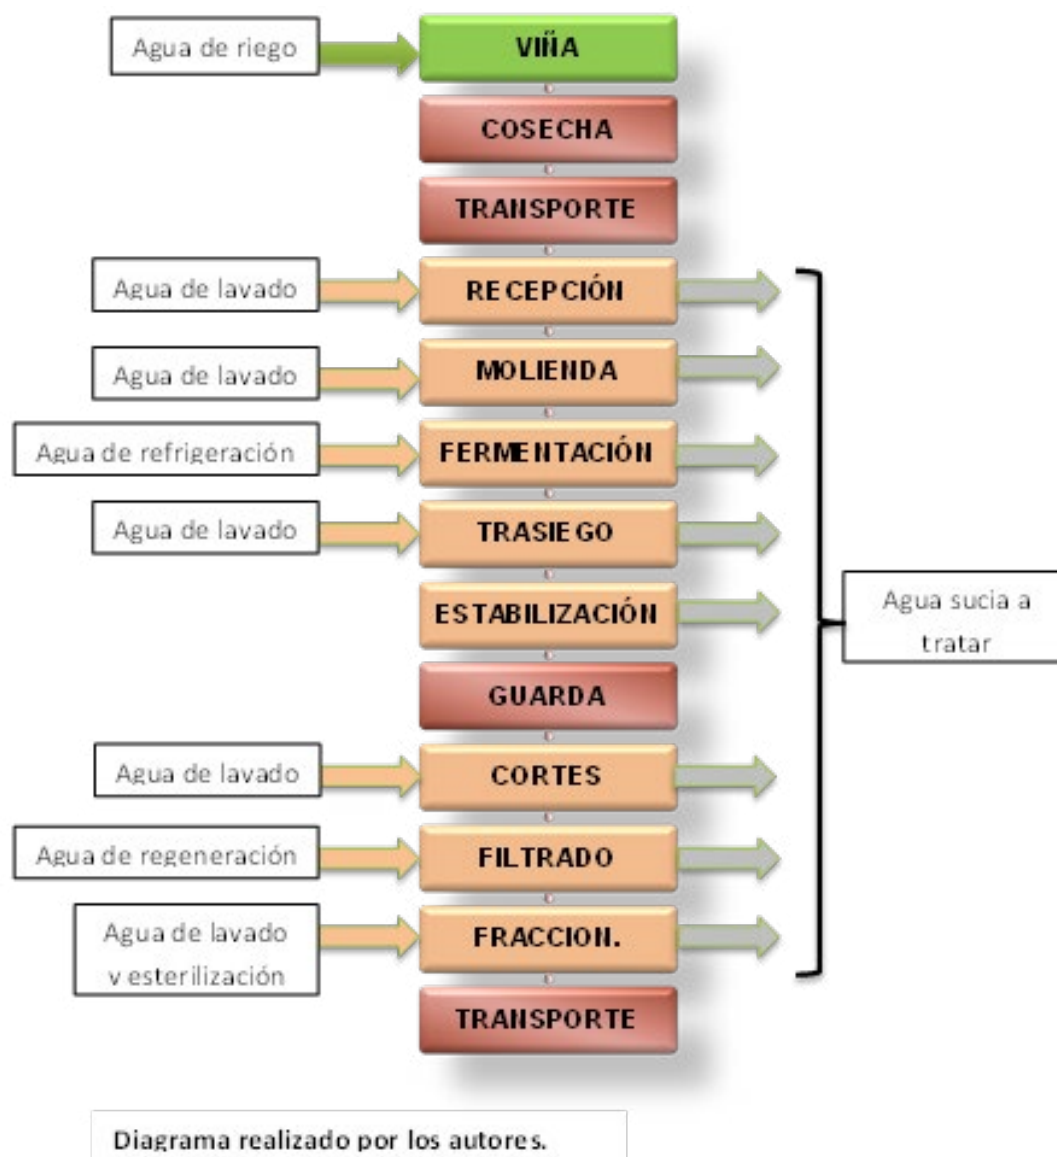 Agua de riego
VIÑA
COSECHA
TRANSPORTE
Agua de lavado
RECEPCIÓN
Agua de lavado
MOLIENDA
Agua de refrigeración
FERMENTACIÓN
Agua de lavado
TRASIEGO
ESTABILIZACIÓN
Agua sucia a
tratar
GUARDA
Agua de lavado
CORTES
Agua de regeneración
FILTRADO
Agua de lavado
y esterilización
FRACCION.
TRANSPORTE
Diagrama realizado por los autores.